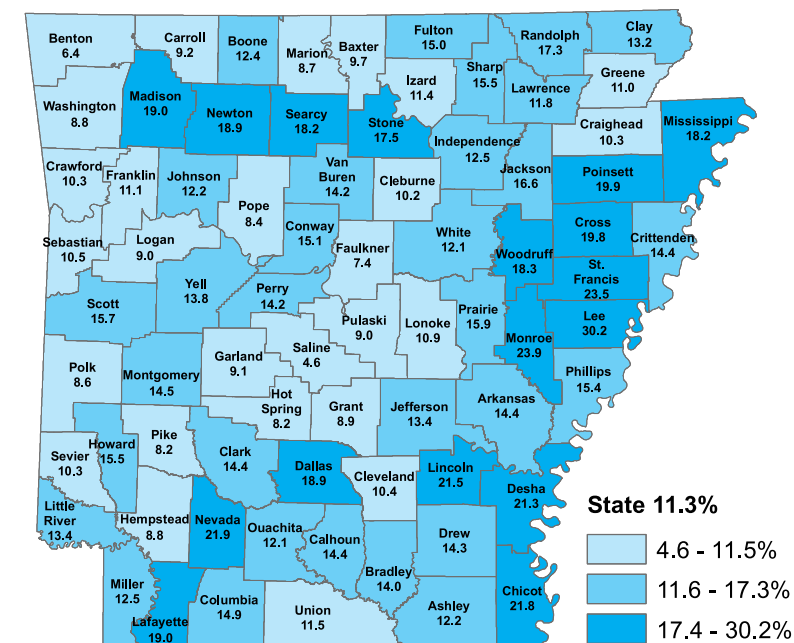 Benton
6.4
Carroll
9.2
Boone
12.4
Marion
8.7
Baxter
9.7
Fulton
15.0
Randolph
17.3
Clay
13.2
Sharp
15.5
Izard
11.4
Greene
11.0
Lawrence
11.8
Washington
8.8
Madison
19.0
Newton
18.9
Searcy
18.2
Stone
17.5
Independence
12.5
Craighead
10.3
Mississippi
18.2
Crawford
10.3
Franklin
11.1
Johnson
12.2
Pope
8.4
Van
Buren
14.2
Cleburne
10.2
Jackson
16.6
Poinsett
19.9
Sebastian
10.5
Logan
9.0
Conway
15.1
Faulkner
7.4
White
12.1
Woodruff
18.3
Cross
19.8
Crittenden
14.4
St.
Francis
23.5
Scott
15.7
Yell
13.8
Perry
14.2
Pulaski
9.0
Lonoke
10.9
Prairie
15.9
Monroe
23.9
Lee
30.2
Polk
8.6
Montgomery
14.5
Garland
9.1
Saline
4.6
Hot
Spring
8.2
Grant
8.9
Jefferson
13.4
Arkansas
14.4
Phillips
15.4
Sevier
10.3
Howard
15.5
Pike
8.2
Clark
14.4
Dallas
18.9
Cleveland
10.4
Lincoln
21.5
Desha
21.3
Little
River
13.4
Hempstead
8.8
Nevada
21.9
Ouachita
12.1
Calhoun
14.4
Bradley
14.0
Drew
14.3
Chicot
21.8
Miller
12.5
Lafayette
19.0
Columbia
14.9
Union
11.5
Ashley
12.2
State 11.3%
4.6 - 11.5%
11.6 - 17.3%
17.4 - 30.2%